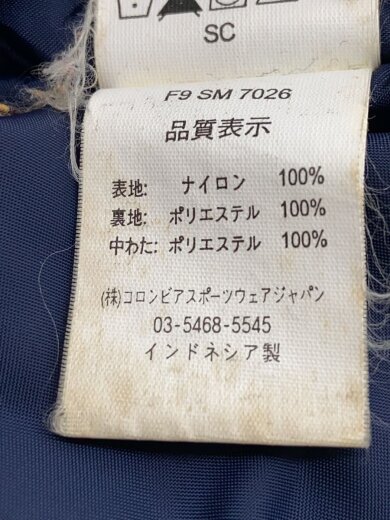 SC
F9 SM 7026
品質表示
表地: ナイロン 100%
裏地: ポリエステル 100%
中わた: ポリエステル 100%
(株)コロンビアスポーツウェアジャパン
03-5468-5545
インドネシア製